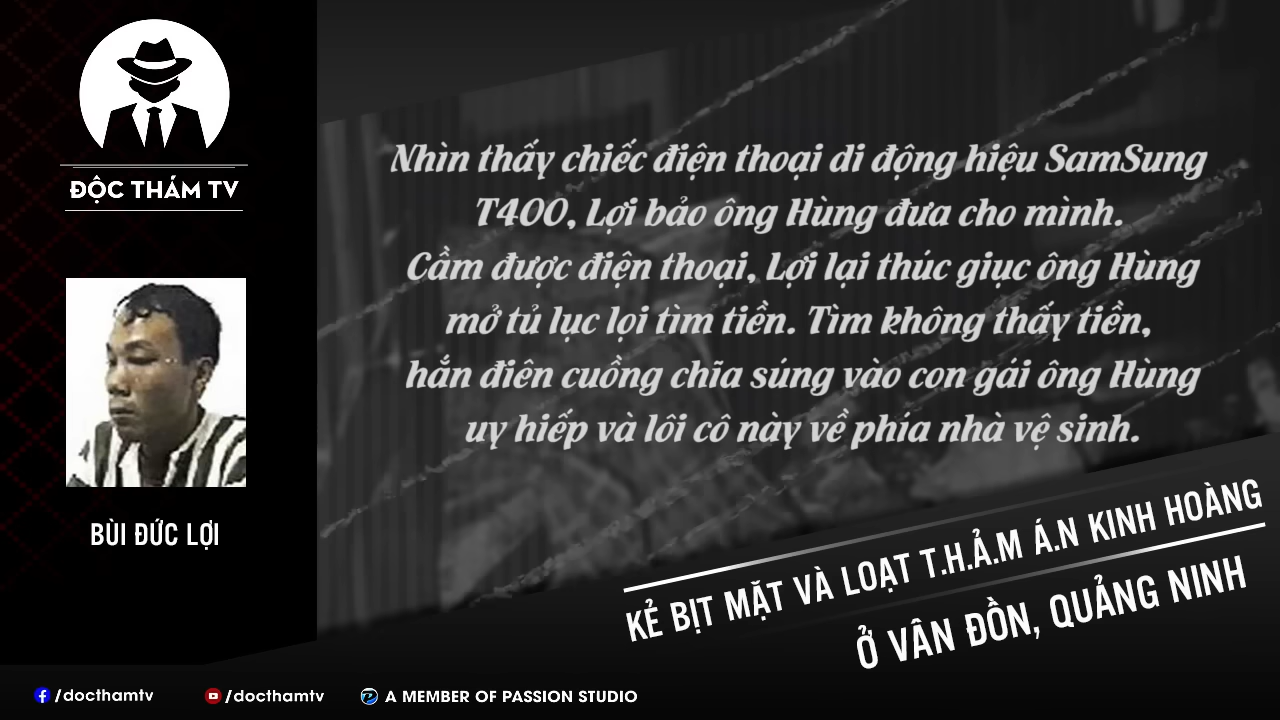 ĐỘC THÁM TV
BÙI ĐỨC LỢI
Nhìn thấy chiếc điện thoại di động hiệu SamSung
T400, Lợi bảo ông Hùng đưa cho mình.
Cầm được điện thoại, Lợi lại thúc giục ông Hùng
mở tủ lục lọi tìm tiền. Tìm không thấy tiền,
hắn điên cuồng chĩa súng vào con gái ông Hùng
uy hiếp và lôi cô này về phía nhà vệ sinh.
KẺ BỊT MẶT VÀ LOẠT T.H.Ả.M Á.N KINH HOÀNG
Ở VÂN ĐỒN, QUẢNG NINH
/docthamtv
/docthamtv
A MEMBER OF PASSION STUDIO